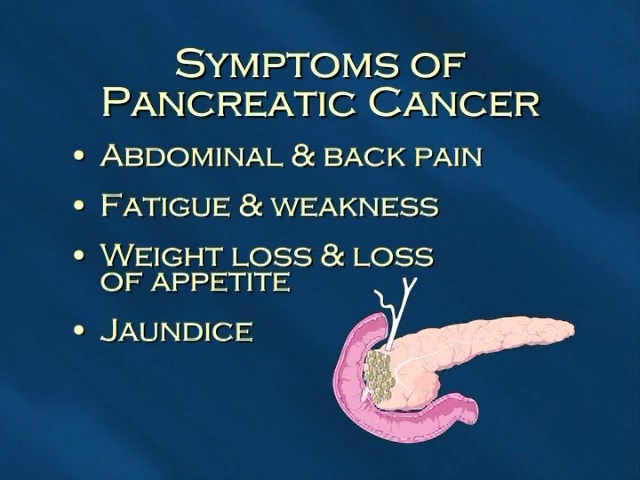 Symptoms of
Pancreatic Cancer
• Abdominal & back pain
• Fatigue & weakness
• Weight loss & loss
of appetite
• Jaundice